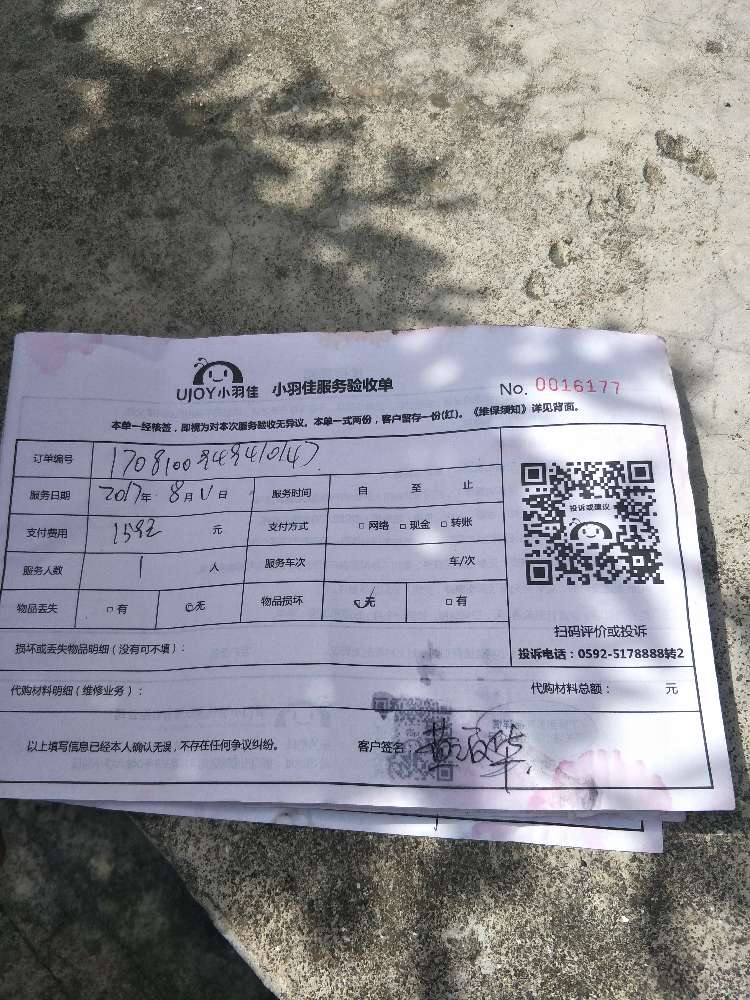 UJOY小羽佳 小羽佳服务验收单 No. 0016177
本单一经核签，即视为对本次服务验收无异议。本单一式两份，客户留存一份(红)。《维保须知》详见背面。
订单编号
服务日期 2017年 8月 日 服务时间 自 至 止
支付费用 1592 元 支付方式 □网络 □现金 □转账
服务人数 1 人 服务车次 车/次
物品丢失 □有 ☑无 物品损坏 ☑无 □有
投诉或建议
扫码评价或投诉
投诉电话：0592-5178888转2
损坏或丢失物品明细（没有可不填）：
代购材料明细（维修业务）： 代购材料总额： 元
以上填写信息已经本人确认无误，不存在任何争议纠纷。 客户签名：